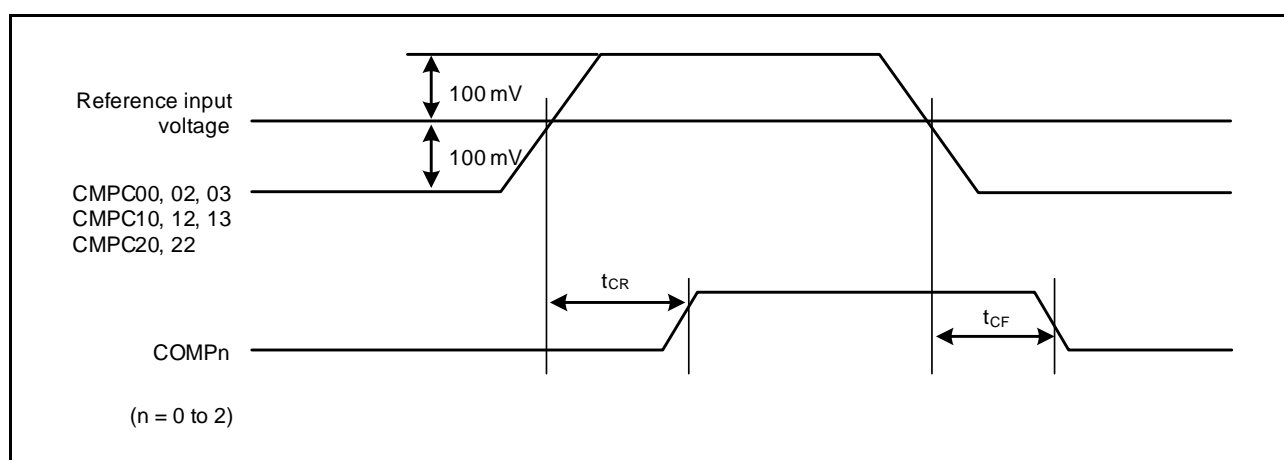 100 mV
Reference input
voltage
100 mV
CMPC00, 02, 03
CMPC10, 12, 13
CMPC20, 22
tCR
tCF
COMPn
(n = 0 to 2)